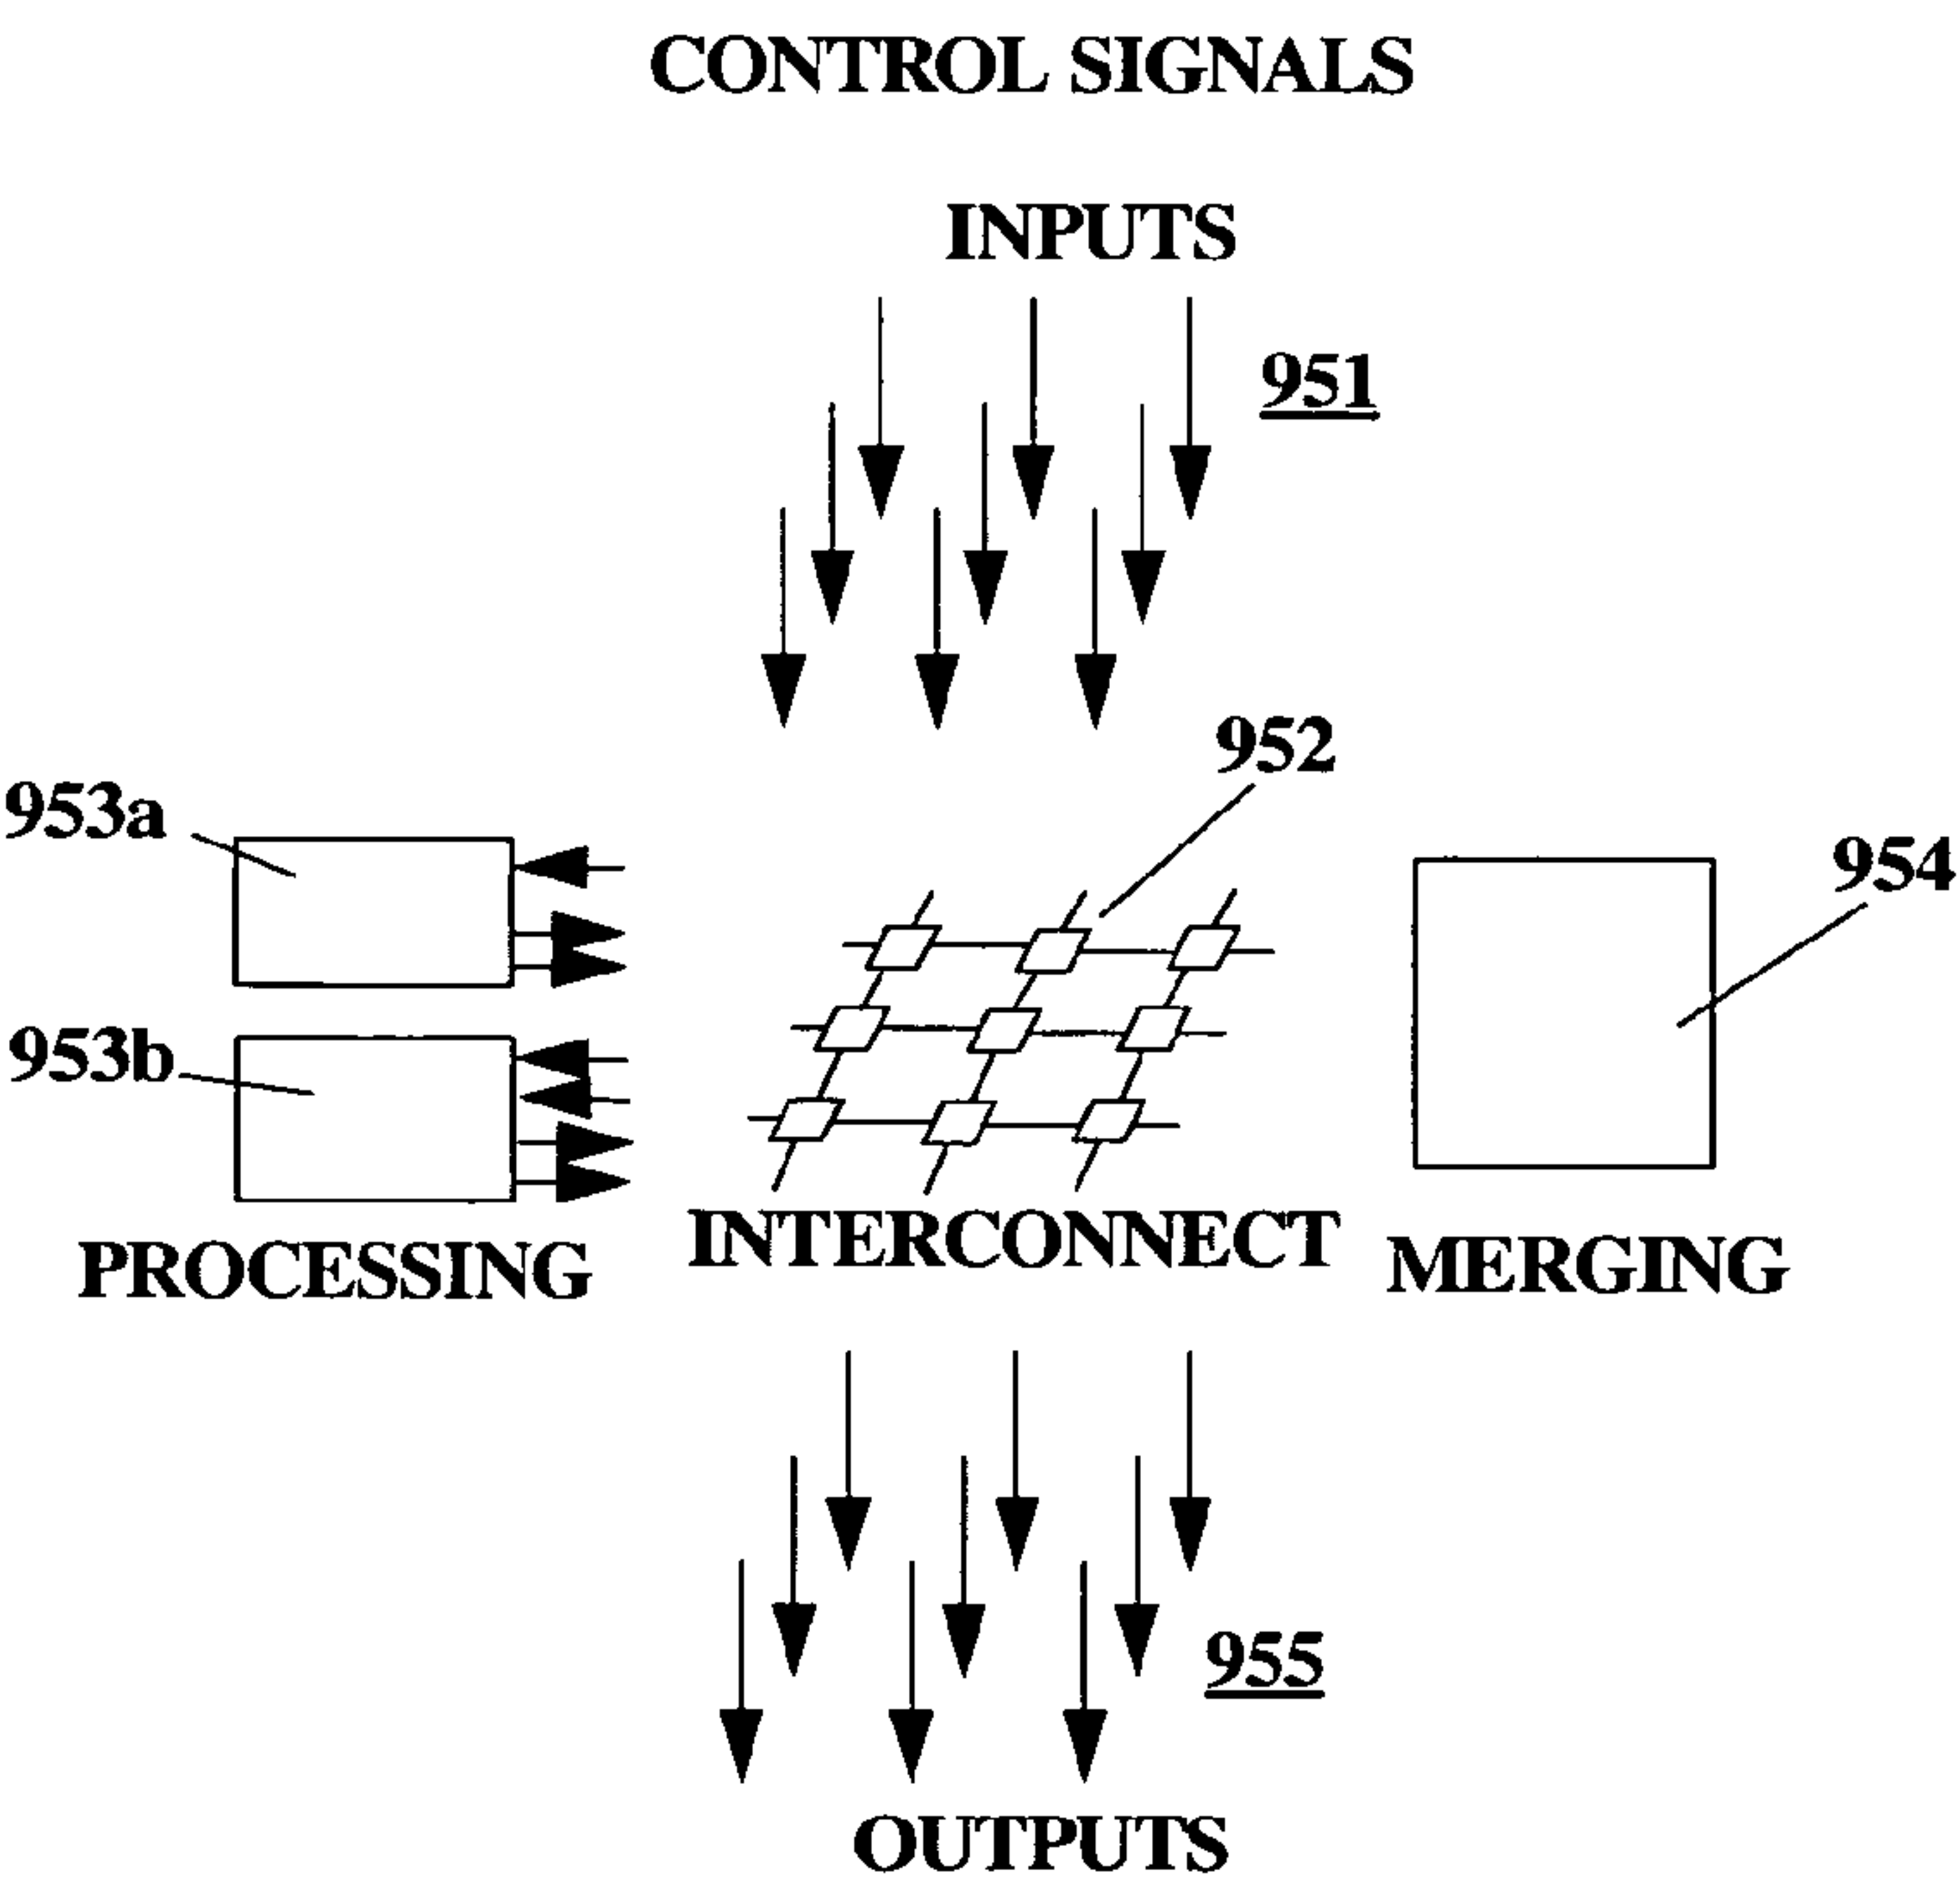 CONTROL SIGNALS
INPUTS
951
952
953a
954
953b
INTERCONNECT
PROCESSING
MERGING
955
OUTPUTS